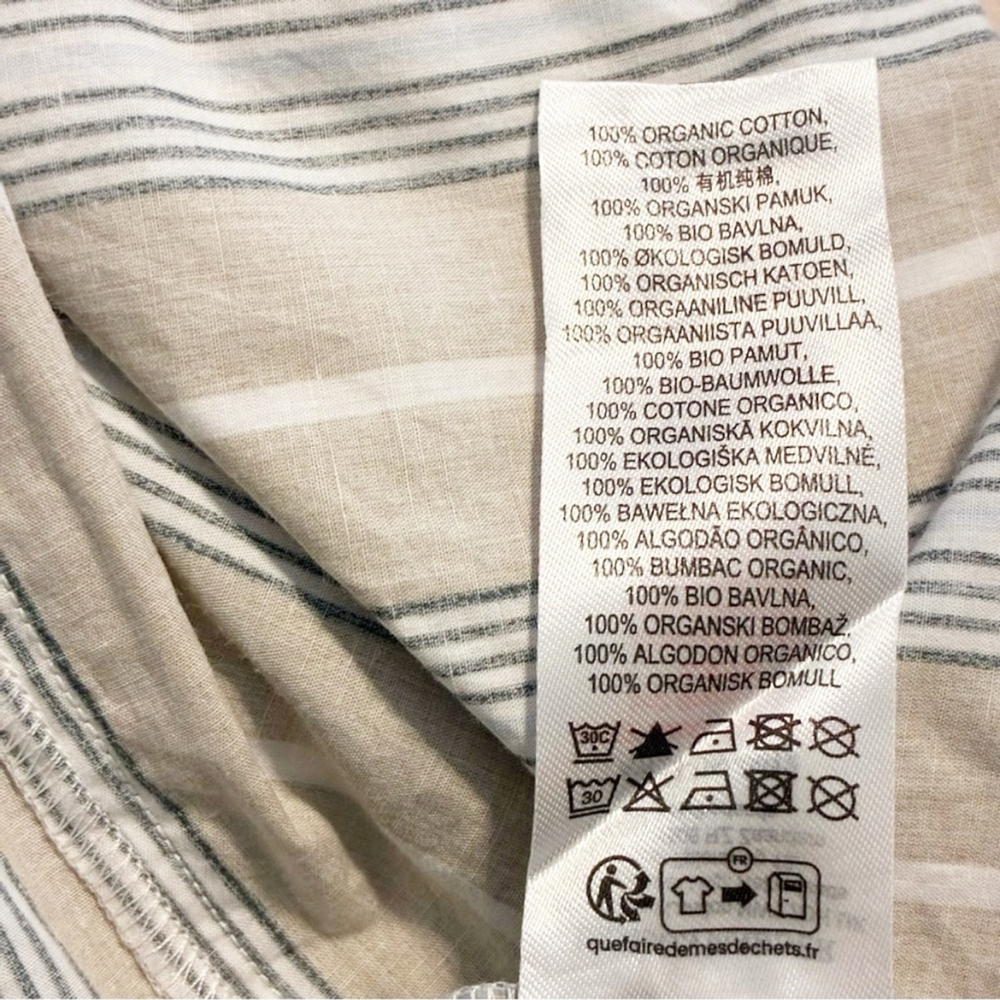 100% ORGANIC COTTON,
100% COTON ORGANIQUE,
100% 有机纯棉,
100% ORGANSKI PAMUK,
100% BIO BAVLNA,
100% ØKOLOGISK BOMULD,
100% ORGANISCH KATOEN,
100% ORGAANILINE PUUVILL,
100% ORGAANIISTA PUUVILLAA,
100% BIO PAMUT,
100% BIO-BAUMWOLLE,
100% COTONE ORGANICO,
100% ORGANISKĀ KOKVILNA,
100% EKOLOGIŠKA MEDVILNĖ,
100% EKOLOGISK BOMULL,
100% BAWEŁNA EKOLOGICZNA,
100% ALGODÃO ORGÂNICO,
100% BUMBAC ORGANIC,
100% BIO BAVLNA,
100% ORGANSKI BOMBAŽ,
100% ALGODON ORGANICO,
100% ORGANISK BOMULL
30C
30
FR
quefairedemesdechets.fr